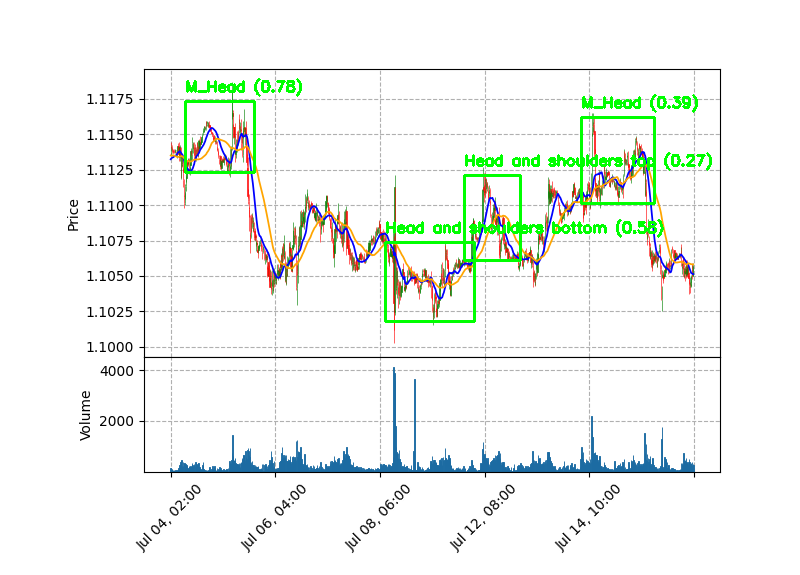 M_Head (0.78)
M_Head (0.39)
Head and shoulders top (0.27)
Head and shoulders bottom (0.53)
Price
1.1175
1.1150
1.1125
1.1100
1.1075
1.1050
1.1025
1.1000
Volume
4000
2000
Jul 04, 02:00
Jul 06, 04:00
Jul 08, 06:00
Jul 12, 08:00
Jul 14, 10:00